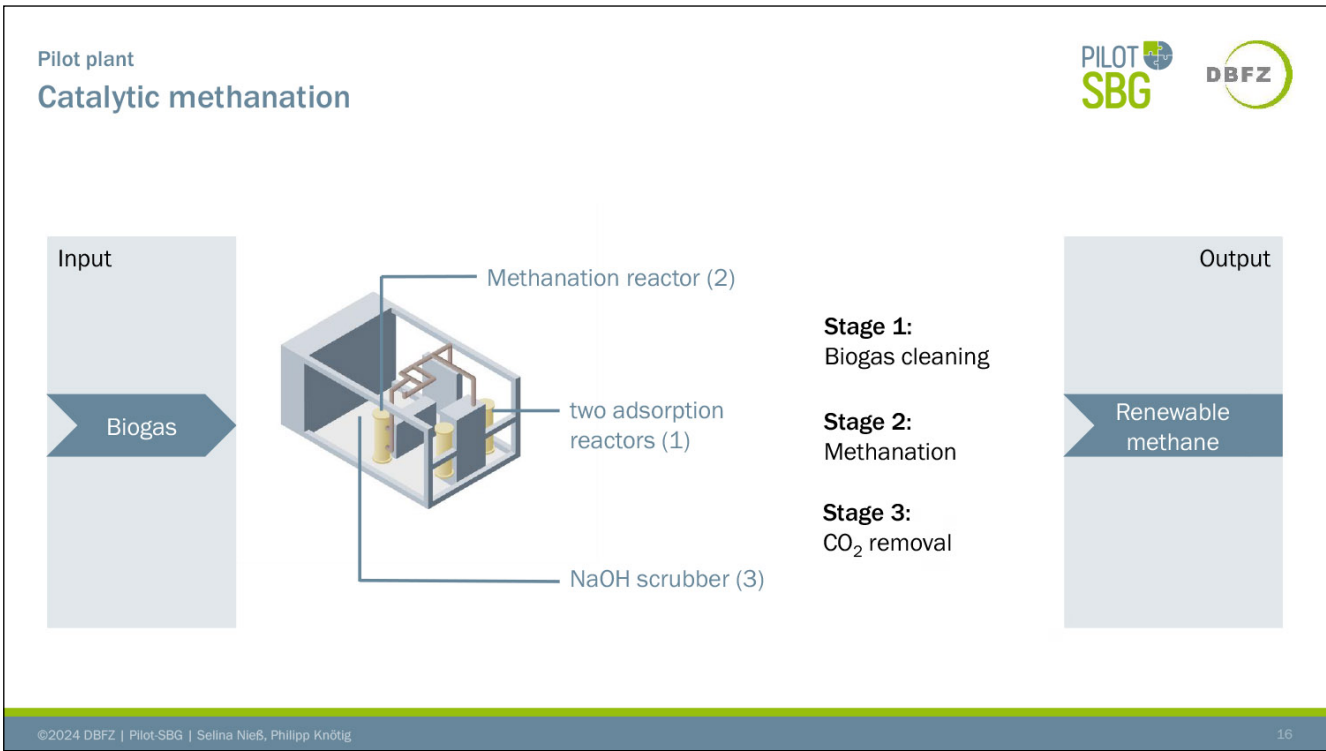 Pilot plant
Catalytic methanation
PILOT
SBG
DBFZ
Input
Biogas
Methanation reactor (2)
two adsorption
reactors (1)
NaOH scrubber (3)
Stage 1:
Biogas cleaning
Stage 2:
Methanation
Stage 3:
CO₂ removal
Output
Renewable
methane
©2024 DBFZ | Pilot-SBG | Selina Nieß, Philipp Knötig
16